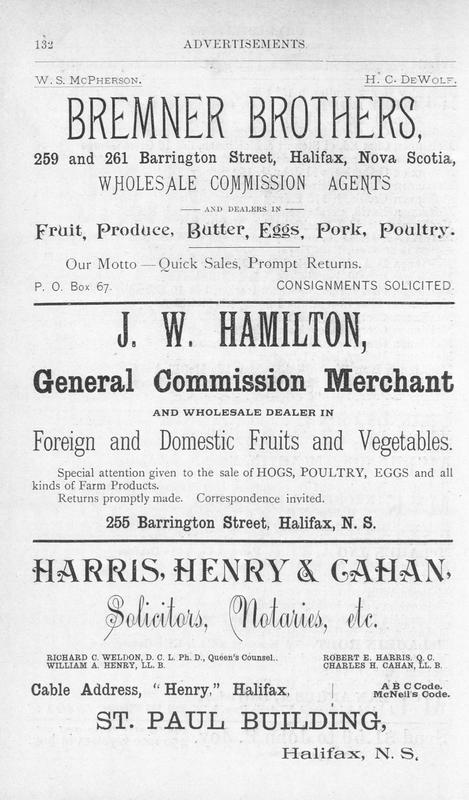 132 ADVERTISEMENTS.
W. S. McPHERSON. H. C. DeWOLF.
BREMNER BROTHERS,
259 and 261 Barrington Street, Halifax, Nova Scotia,
WHOLESALE COMMISSION AGENTS
AND DEALERS IN
Fruit, Produce, Butter, Eggs, Pork, Poultry.
Our Motto — Quick Sales, Prompt Returns.
P. O. Box 67. CONSIGNMENTS SOLICITED.
J. W. HAMILTON,
General Commission Merchant
AND WHOLESALE DEALER IN
Foreign and Domestic Fruits and Vegetables.
Special attention given to the sale of HOGS, POULTRY, EGGS and all
kinds of Farm Products.
Returns promptly made. Correspondence invited.
255 Barrington Street, Halifax, N. S.
HARRIS, HENRY & CAHAN,
Solicitors, Notaries, etc.
RICHARD C. WELDON, D. C. L. Ph. D., Queen's Counsel.. ROBERT E. HARRIS, Q. C.
WILLIAM A. HENRY, LL. B. CHARLES H. CAHAN, LL. B.
Cable Address, "Henry," Halifax, A B C Code.
McNeil's Code.
ST. PAUL BUILDING,
Halifax, N. S.